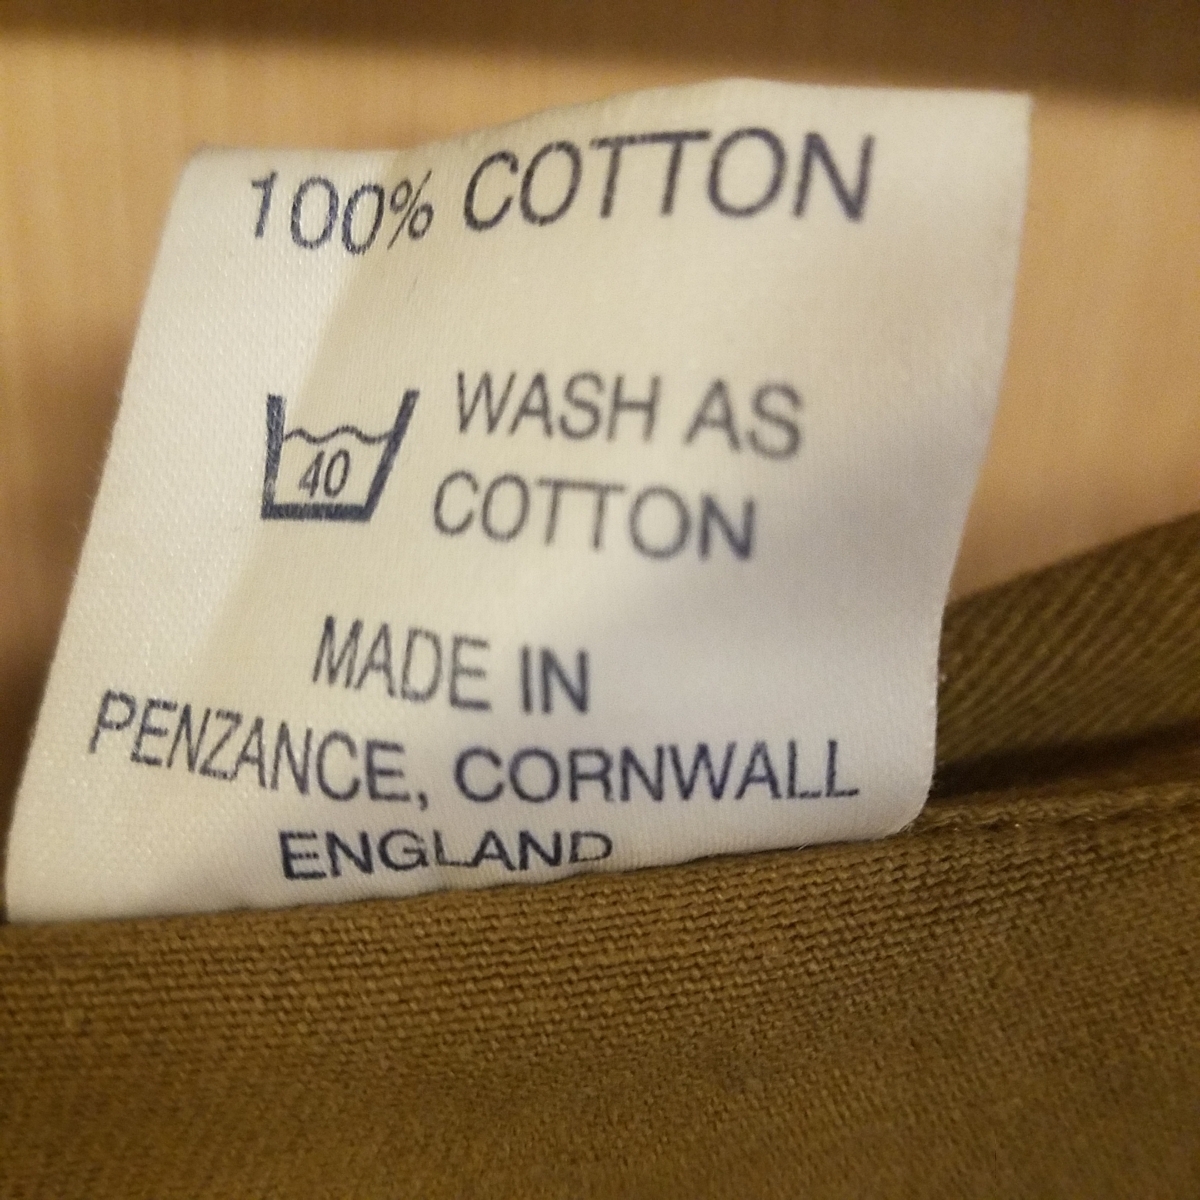 100% COTTON
40
WASH AS
COTTON
MADE IN
PENZANCE, CORNWALL
ENGLAND